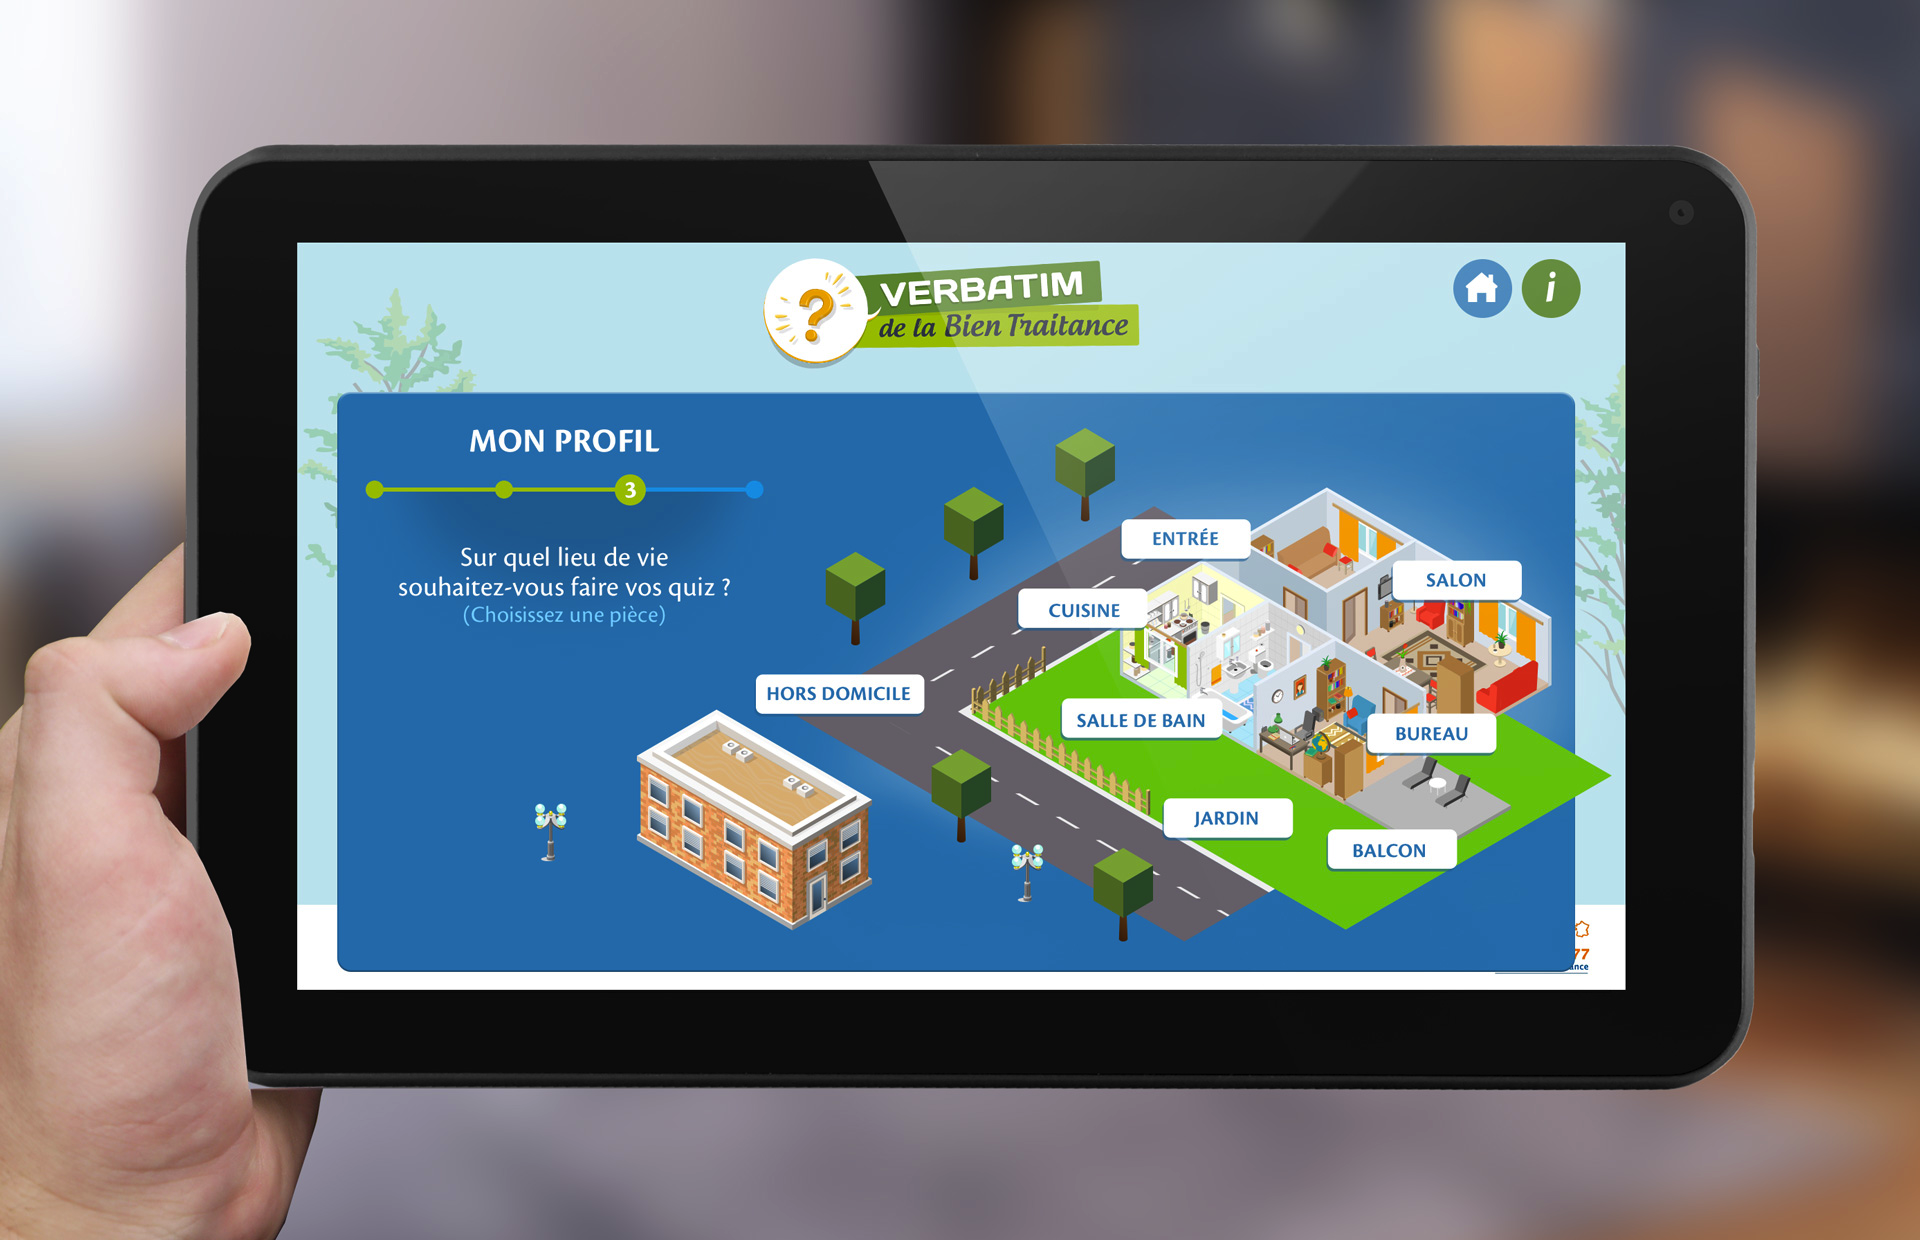 ?
VERBATIM
de la Bien Traitance
i
MON PROFIL
3
Sur quel lieu de vie
souhaitez-vous faire vos quiz ?
(Choisissez une pièce)
ENTRÉE
SALON
CUISINE
HORS DOMICILE
SALLE DE BAIN
BUREAU
JARDIN
BALCON
77